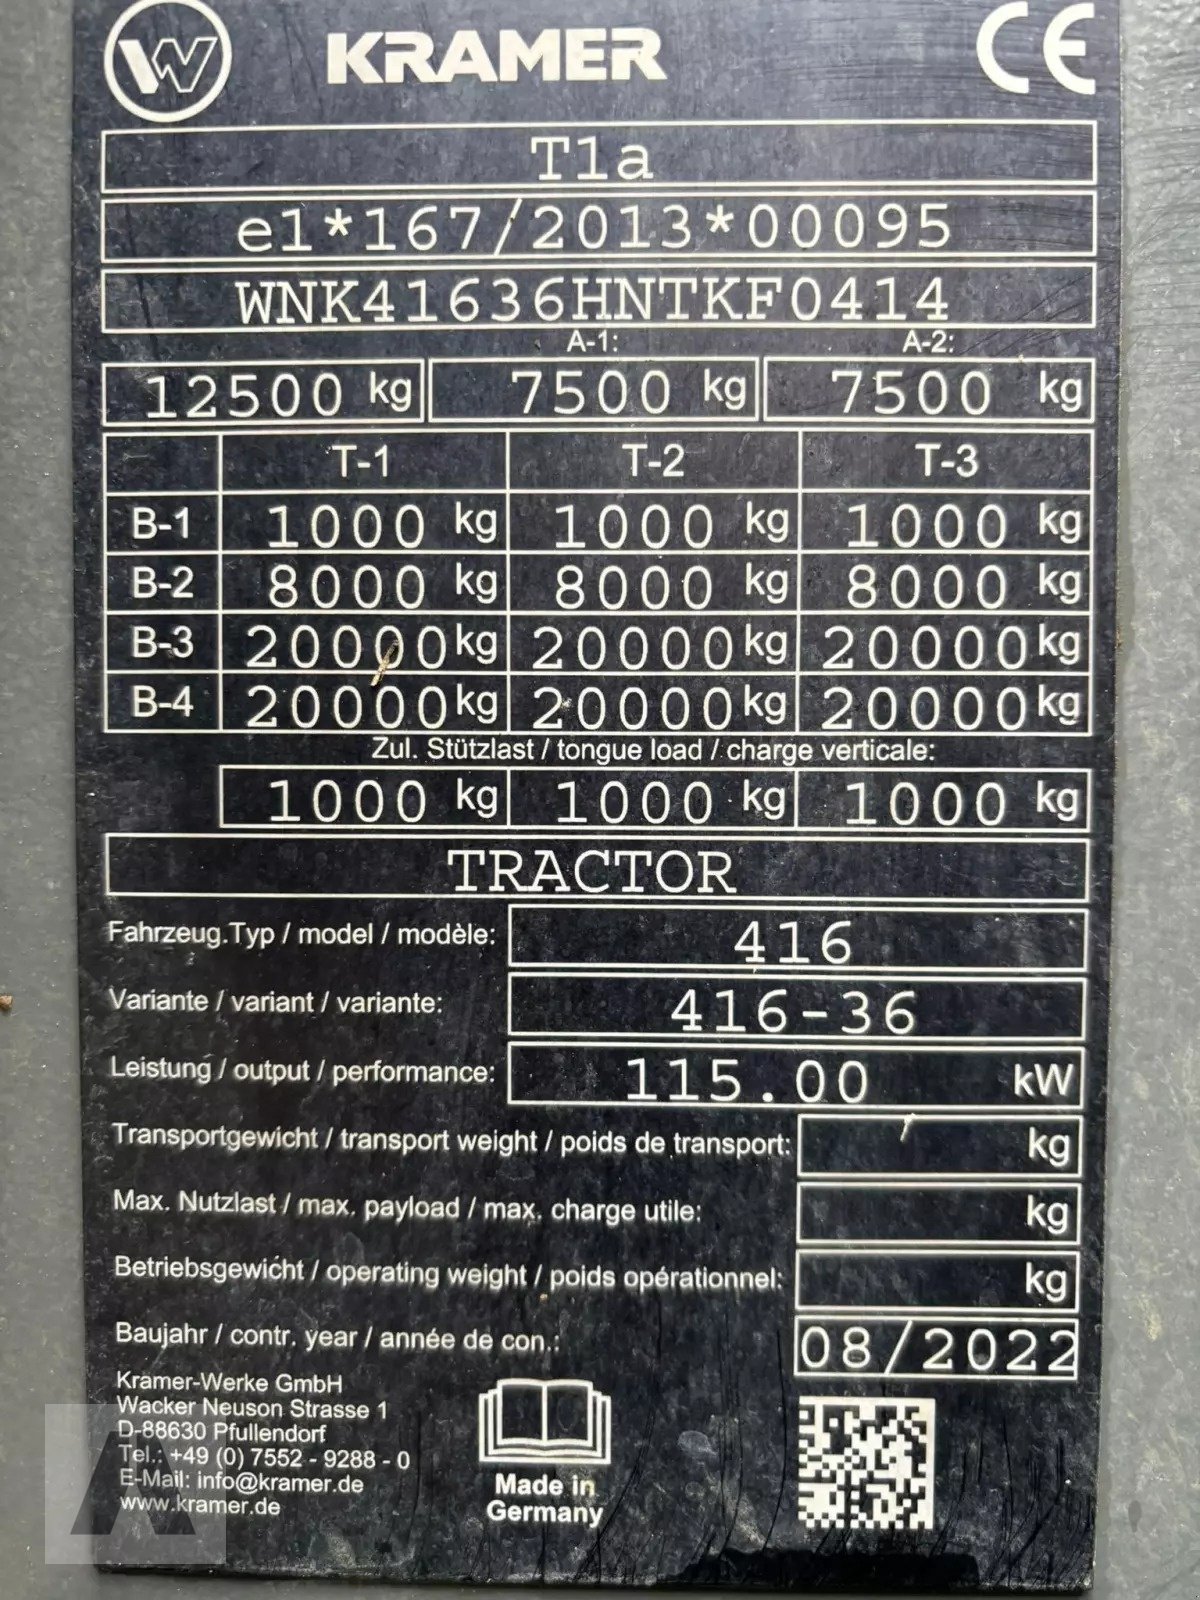 W KRAMER CE
T1a
e1*167/2013*00095
WNK41636HNTKF0414
A-1: A-2:
12500 kg 7500 kg 7500 kg
T-1 T-2 T-3
B-1 1000 kg 1000 kg 1000 kg
B-2 8000 kg 8000 kg 8000 kg
B-3 20000 kg 20000 kg 20000 kg
B-4 20000 kg 20000 kg 20000 kg
Zul. Stützlast / tongue load / charge verticale:
1000 kg 1000 kg 1000 kg
TRACTOR
Fahrzeug.Typ / model / modèle: 416
Variante / variant / variante: 416-36
Leistung / output / performance: 115.00 kW
Transportgewicht / transport weight / poids de transport: kg
Max. Nutzlast / max. payload / max. charge utile: kg
Betriebsgewicht / operating weight / poids opérationnel: kg
Baujahr / contr. year / année de con.: 08/2022
Kramer-Werke GmbH
Wacker Neuson Strasse 1
D-88630 Pfullendorf
Tel.: +49 (0) 7552 - 9288 - 0
E-Mail: info@kramer.de
www.kramer.de
Made in
Germany
A